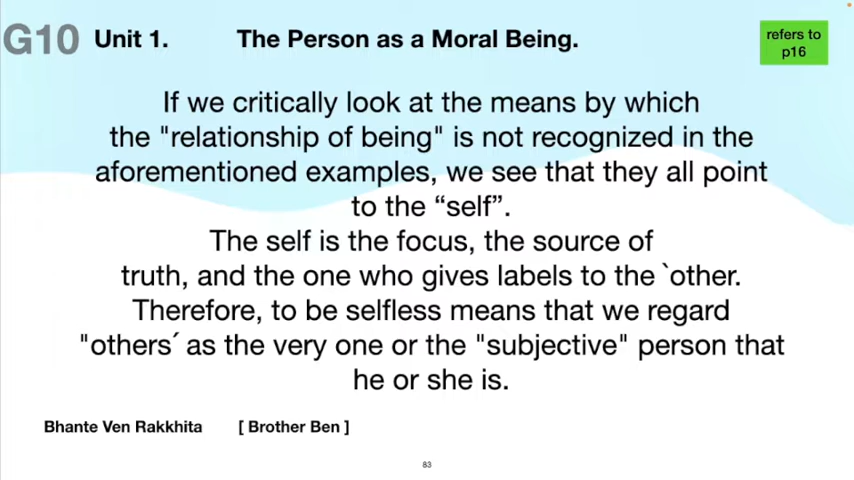 G10 Unit 1. The Person as a Moral Being.
refers to
p16
If we critically look at the means by which
the "relationship of being" is not recognized in the
aforementioned examples, we see that they all point
to the “self”.
The self is the focus, the source of
truth, and the one who gives labels to the `other.
Therefore, to be selfless means that we regard
"others´ as the very one or the "subjective" person that
he or she is.
Bhante Ven Rakkhita [ Brother Ben ]
83